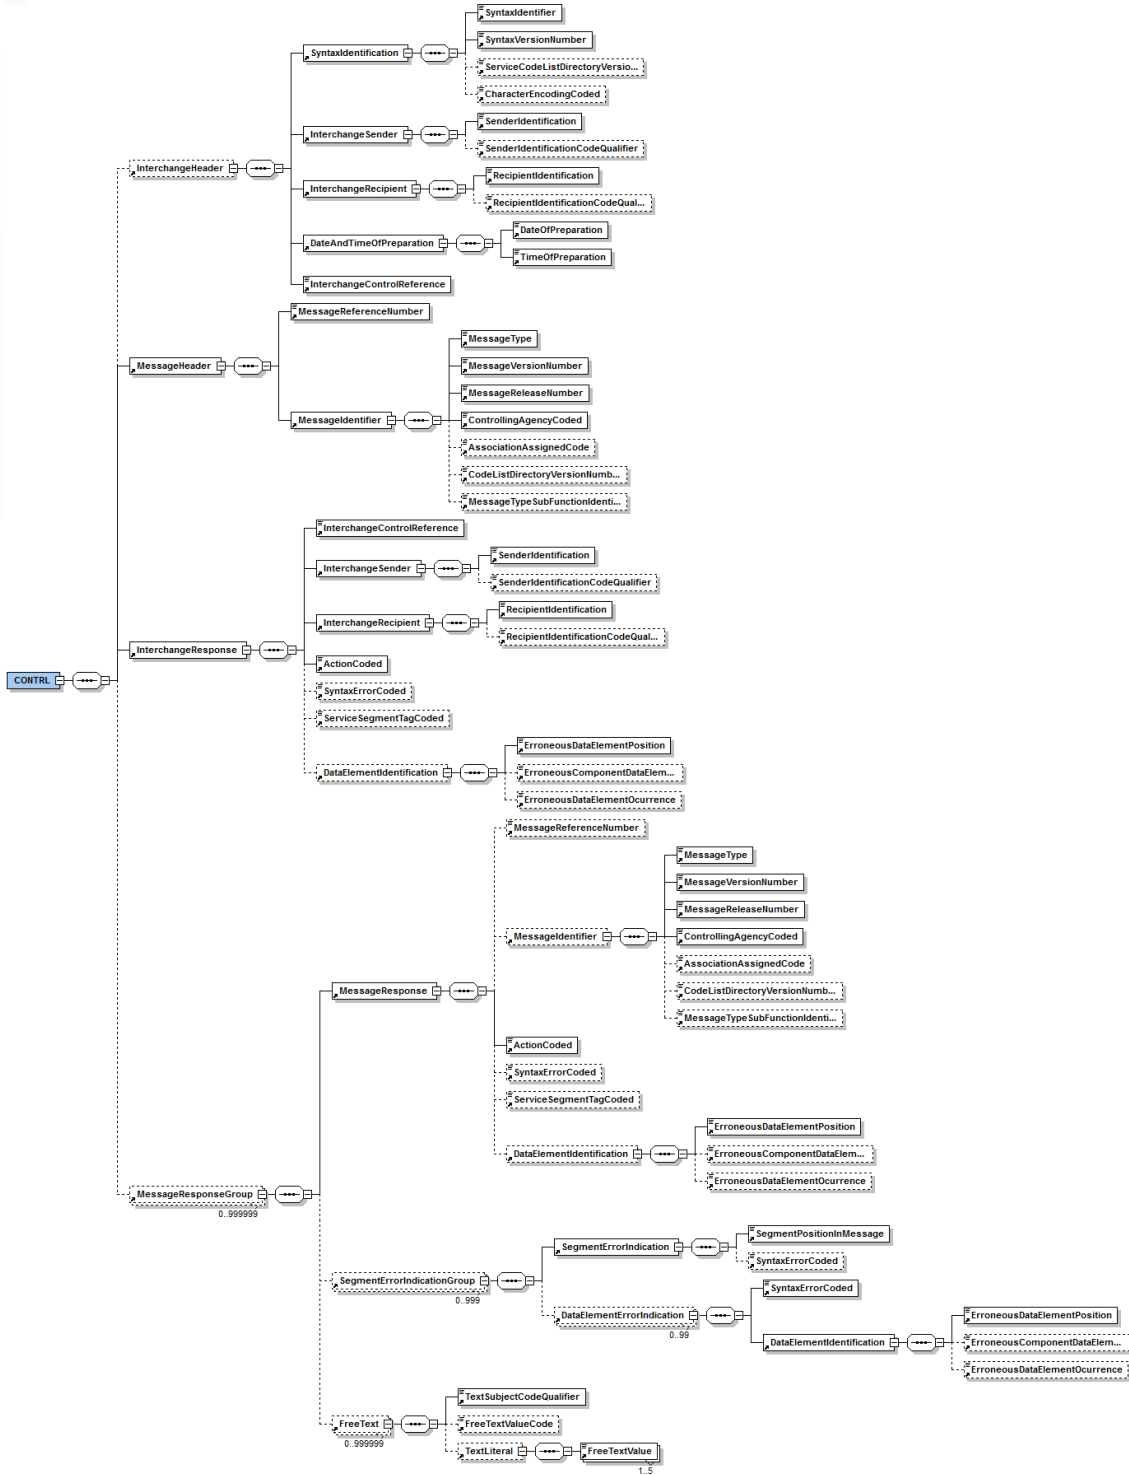 SyntaxIdentifier
SyntaxVersionNumber
SyntaxIdentification
ServiceCodeListDirectoryVersio...
CharacterEncodingCoded
SenderIdentification
InterchangeSender
SenderIdentificationCodeQualifier
InterchangeHeader
RecipientIdentification
InterchangeRecipient
RecipientIdentificationCodeQual...
DateOfPreparation
DateAndTimeOfPreparation
TimeOfPreparation
InterchangeControlReference
MessageReferenceNumber
MessageType
MessageHeader
MessageVersionNumber
MessageReleaseNumber
MessageIdentifier
ControllingAgencyCoded
AssociationAssignedCode
CodeListDirectoryVersionNumb...
MessageTypeSubFunctionIdenti...
InterchangeControlReference
SenderIdentification
InterchangeSender
SenderIdentificationCodeQualifier
RecipientIdentification
InterchangeRecipient
RecipientIdentificationCodeQual...
InterchangeResponse
ActionCoded
CONTRL
SyntaxErrorCoded
ServiceSegmentTagCoded
ErroneousDataElementPosition
DataElementIdentification
ErroneousComponentDataElem...
ErroneousDataElementOcurrence
MessageReferenceNumber
MessageType
MessageVersionNumber
MessageReleaseNumber
MessageIdentifier
ControllingAgencyCoded
AssociationAssignedCode
MessageResponse
CodeListDirectoryVersionNumb...
MessageTypeSubFunctionIdenti...
ActionCoded
SyntaxErrorCoded
ServiceSegmentTagCoded
ErroneousDataElementPosition
DataElementIdentification
ErroneousComponentDataElem...
ErroneousDataElementOcurrence
MessageResponseGroup
0..999999
SegmentPositionInMessage
SegmentErrorIndication
SyntaxErrorCoded
SegmentErrorIndicationGroup
0..999
SyntaxErrorCoded
DataElementErrorIndication
0..99
ErroneousDataElementPosition
DataElementIdentification
ErroneousComponentDataElem...
ErroneousDataElementOcurrence
TextSubjectCodeQualifier
FreeText
0..999999
FreeTextValueCode
TextLiteral
FreeTextValue
1..5